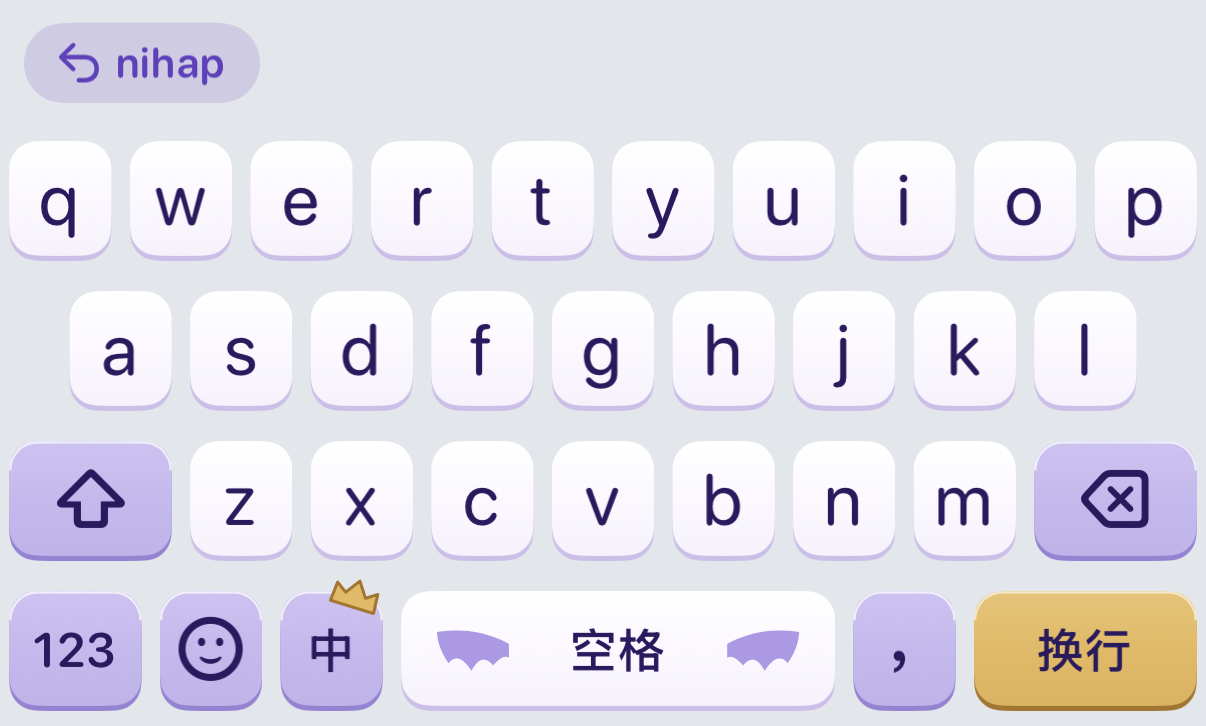 nihap
q w e r t y u i o p
a s d f g h j k l
z x c v b n m
123 中 空格 , 换行